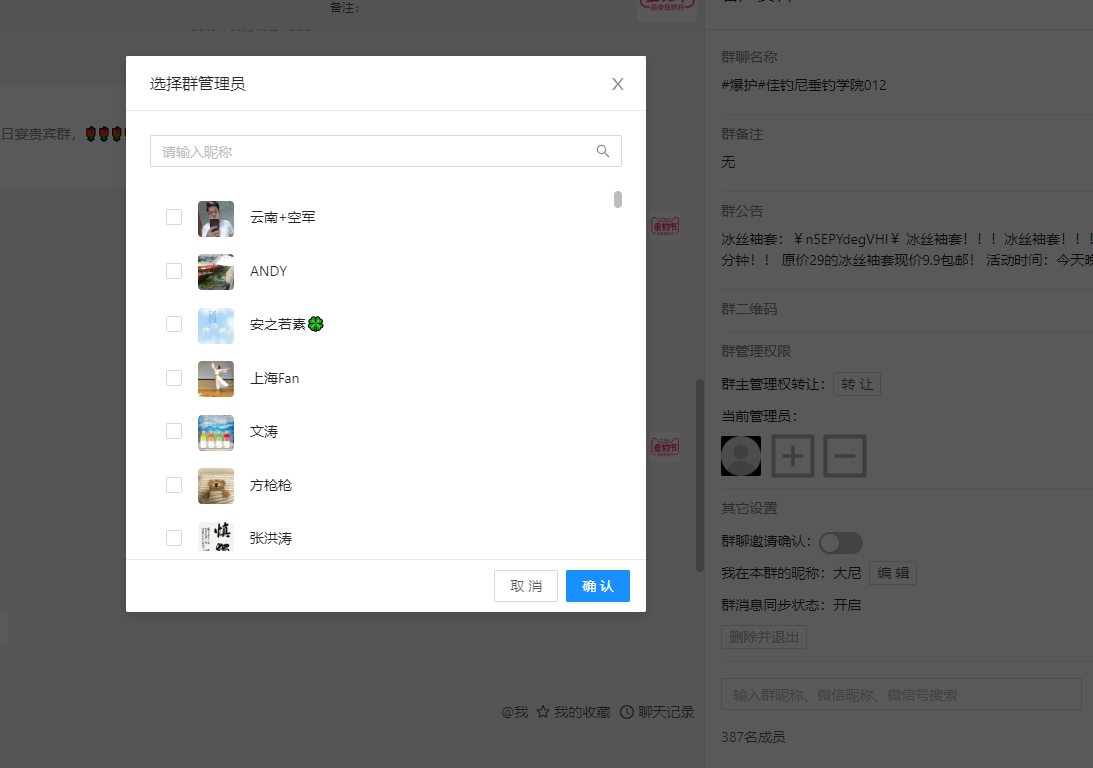 备注:
选择群管理员
请输入昵称
云南+空军
ANDY
安之若素🍀
上海Fan
文涛
方枪枪
张洪涛
取 消
确 认
日宴贵宾群，🌹🌹🌹
@我
我的收藏
聊天记录
群聊名称
#爆护#佳钓尼垂钓学院012
群备注
无
群公告
冰丝袖套：￥n5EPYdegVHI￥ 冰丝袖套！！！冰丝袖套！！！
分钟！！ 原价29的冰丝袖套现价9.9包邮！ 活动时间：今天晚
群二维码
群管理权限
群主管理权转让：
转 让
当前管理员：
其它设置
群聊邀请确认：
我在本群的昵称：大尼
编 辑
群消息同步状态：开启
删除并退出
输入群昵称、微信昵称、微信号搜索
387名成员